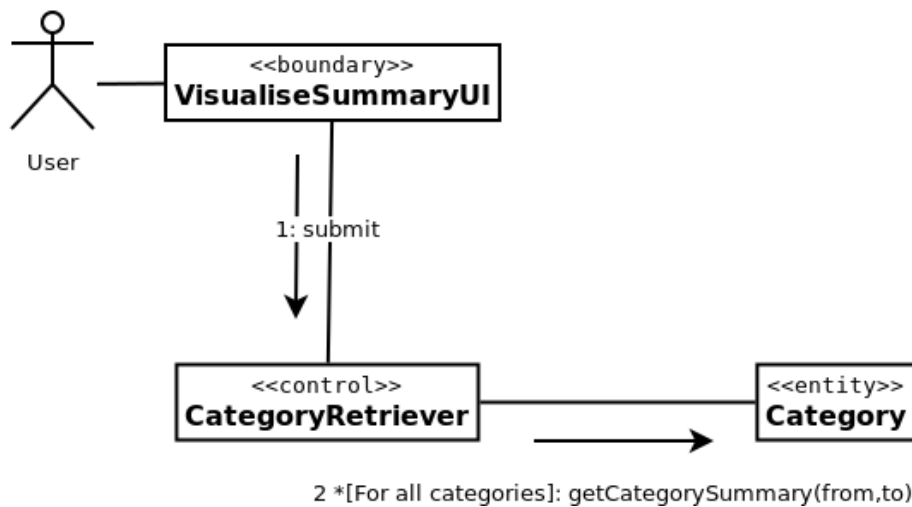 <<boundary>>
VisualiseSummaryUI
User
1: submit
<<control>>
CategoryRetriever
<<entity>>
Category
2 *[For all categories]: getCategorySummary(from,to)